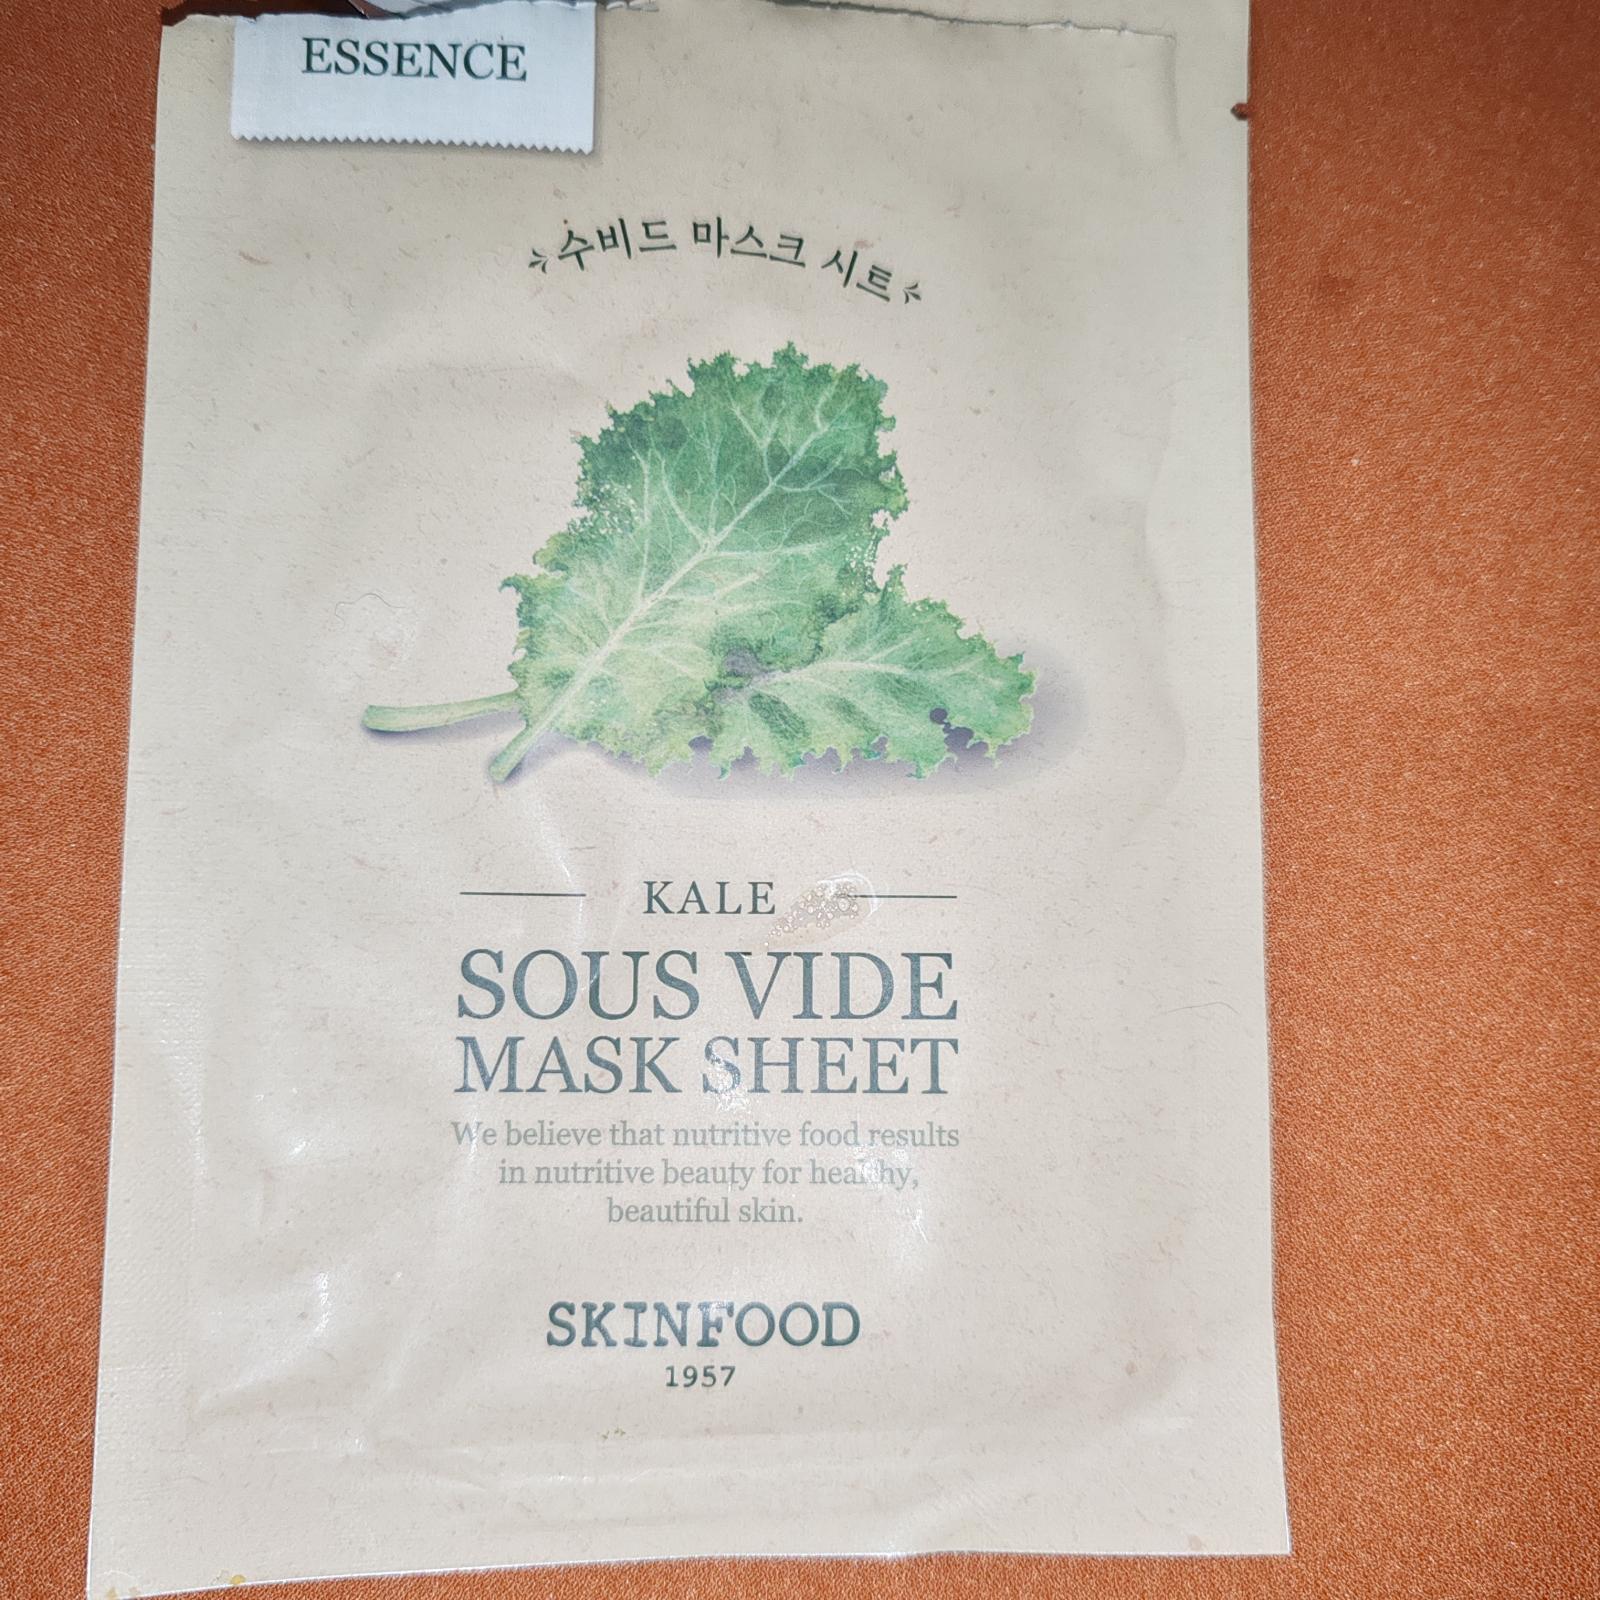 ESSENCE
수비드 마스크 시트
KALE
SOUS VIDE
MASK SHEET
We believe that nutritive food results
in nutritive beauty for healthy,
beautiful skin.
SKINFOOD
1957